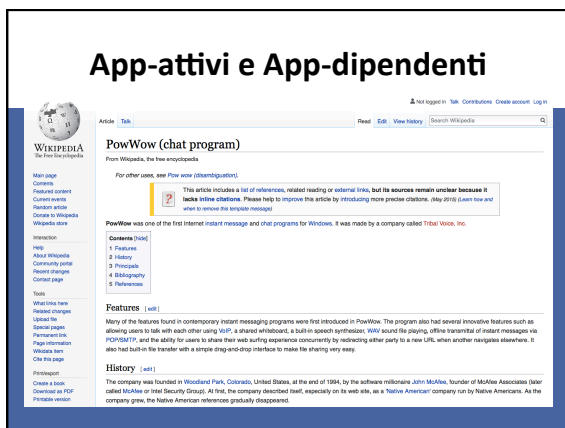 App-attivi e App-dipendenti
Not logged in Talk Contributions Create account Log in
Article Talk
Read Edit View history Search Wikipedia
WIKIPEDIA
The Free Encyclopedia
Main page
Contents
Featured content
Current events
Random article
Donate to Wikipedia
Wikipedia store
Interaction
Help
About Wikipedia
Community portal
Recent changes
Contact page
Tools
What links here
Related changes
Upload file
Special pages
Permanent link
Page information
Wikidata item
Cite this page
Print/export
Create a book
Download as PDF
Printable version
PowWow (chat program)
From Wikipedia, the free encyclopedia
For other uses, see Pow wow (disambiguation).
This article includes a list of references, related reading or external links, but its sources remain unclear because it
lacks inline citations. Please help to improve this article by introducing more precise citations. (May 2015) (Learn how and
when to remove this template message)
PowWow was one of the first Internet instant message and chat programs for Windows. It was made by a company called Tribal Voice, Inc.
Contents [hide]
1 Features
2 History
3 Principals
4 Bibliography
5 References
Features [edit]
Many of the features found in contemporary instant messaging programs were first introduced in PowWow. The program also had several innovative features such as
allowing users to talk with each other using VoIP, a shared whiteboard, a built-in speech synthesizer, WAV sound file playing, offline transmittal of instant messages via
POP/SMTP, and the ability of users to share their web surfing experience concurrently by redirecting either party to a new URL when another navigates elsewhere. It
also had built-in file transfer with a simple drag-and-drop interface to make file sharing very easy.
History [edit]
The company was founded in Woodland Park, Colorado, United States, at the end of 1994, by the software millionaire John McAfee, founder of McAfee Associates (later
called McAfee or Intel Security Group). At first, the company described itself, especially on its web site, as a 'Native American' company run by Native Americans. As the
company grew, the Native American references gradually disappeared.